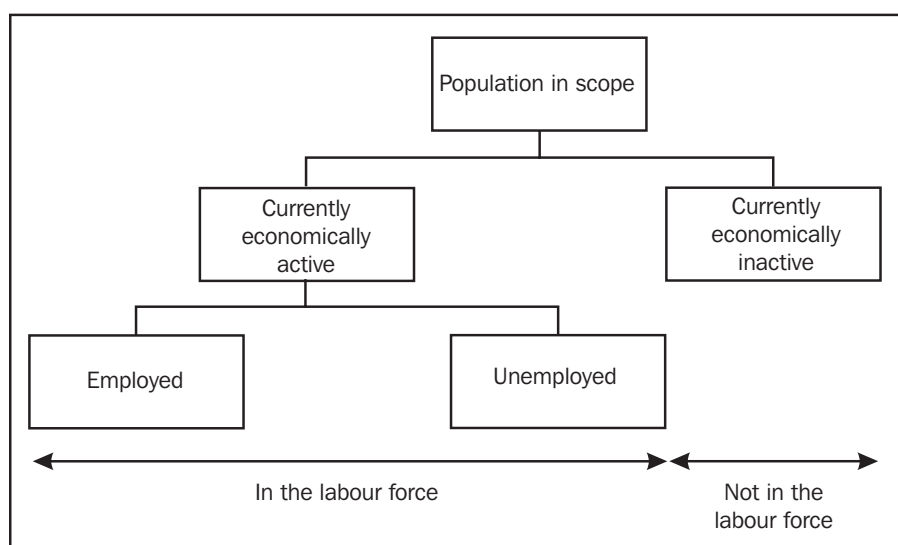 Population in scope
Currently
economically
active
Currently
economically
inactive
Employed
Unemployed
In the labour force
Not in the
labour force